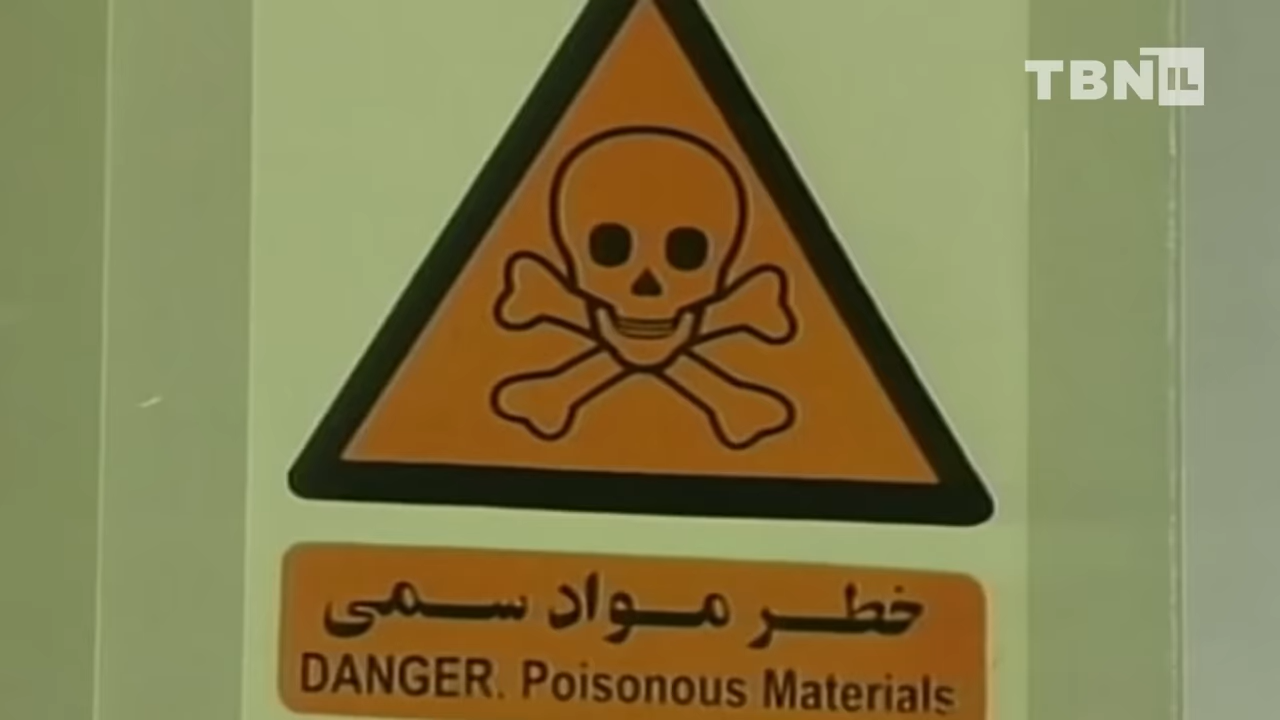 TBN IL
خطر مواد سمی
DANGER. Poisonous Materials